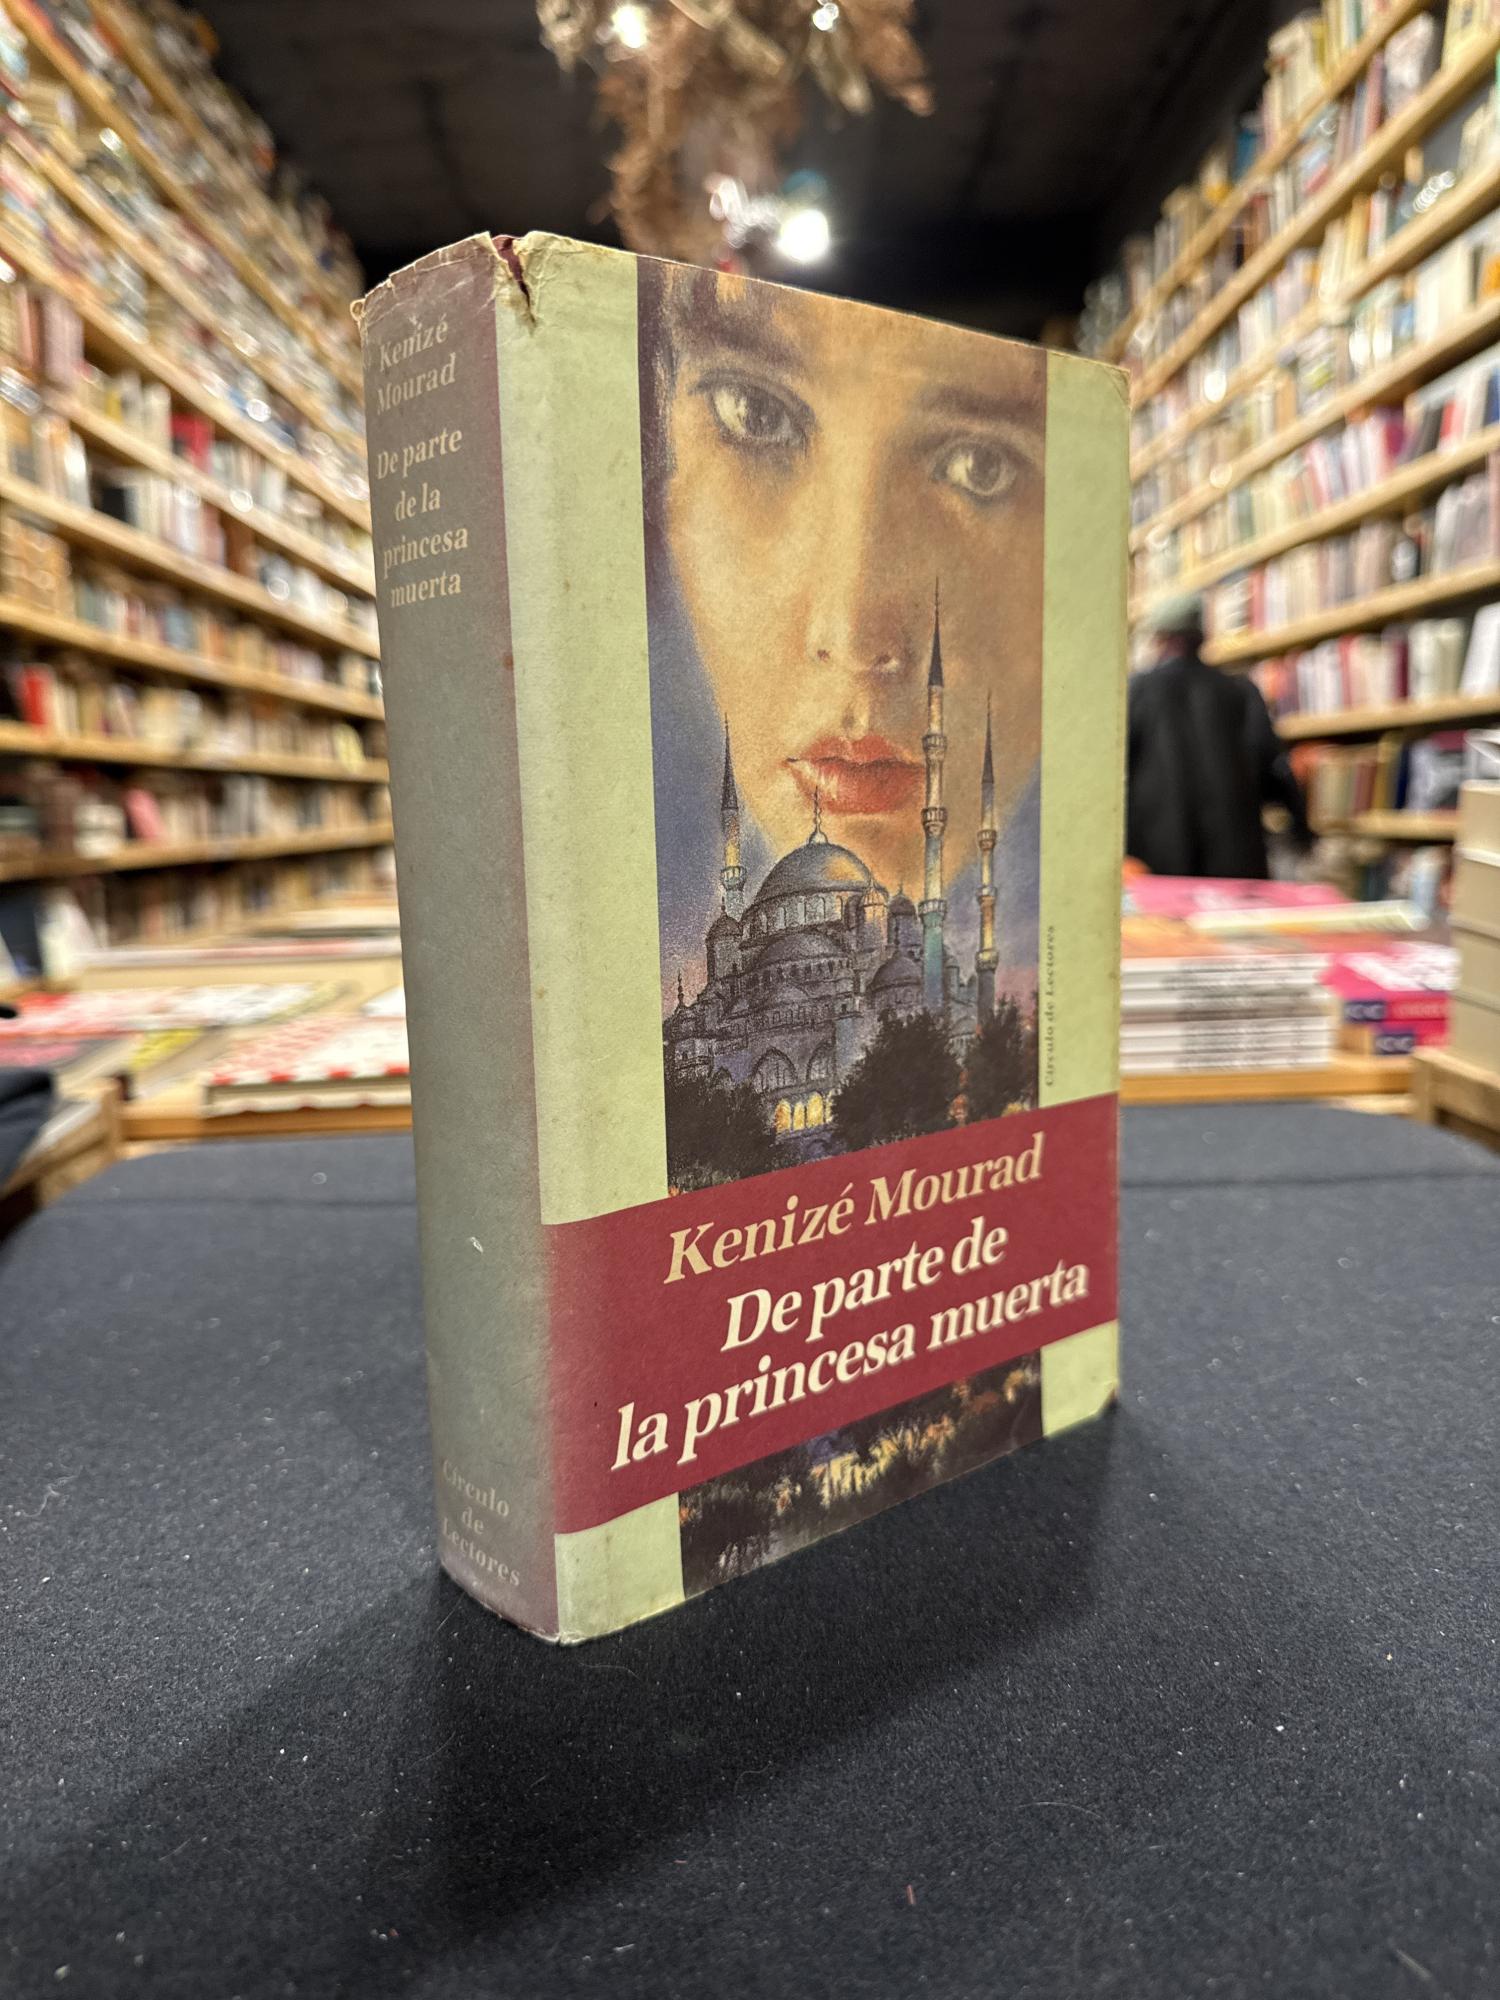 Kenizé
Mourad
De parte
de la
princesa
muerta
Círculo
de
Lectores
Círculo de Lectores
Kenizé Mourad
De parte de
la princesa muerta